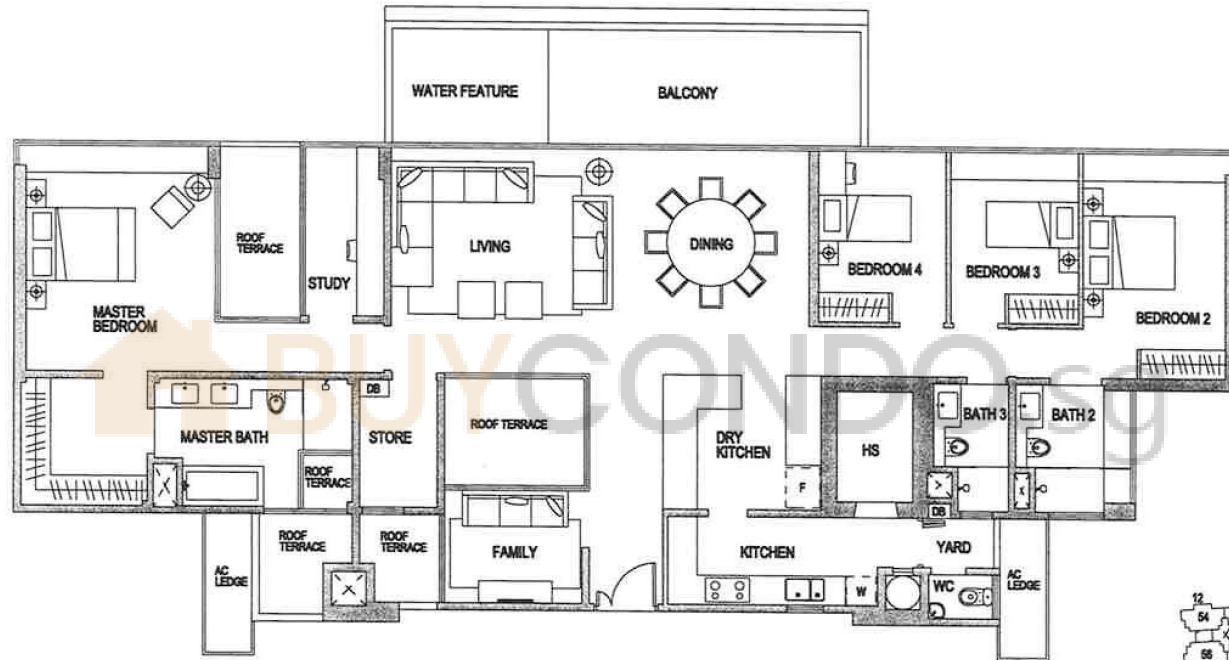 WATER FEATURE
BALCONY
ROOF
TERRACE
STUDY
LIVING
DINING
BEDROOM 4
BEDROOM 3
BEDROOM 2
MASTER
BEDROOM
BUYCONDO.sg
DB
MASTER BATH
STORE
ROOF TERRACE
DRY
KITCHEN
HS
BATH 3
BATH 2
ROOF
TERRACE
F
DB
ROOF
TERRACE
ROOF
TERRACE
FAMILY
KITCHEN
YARD
AC
LEDGE
W
WC
AC
LEDGE
12
54
56